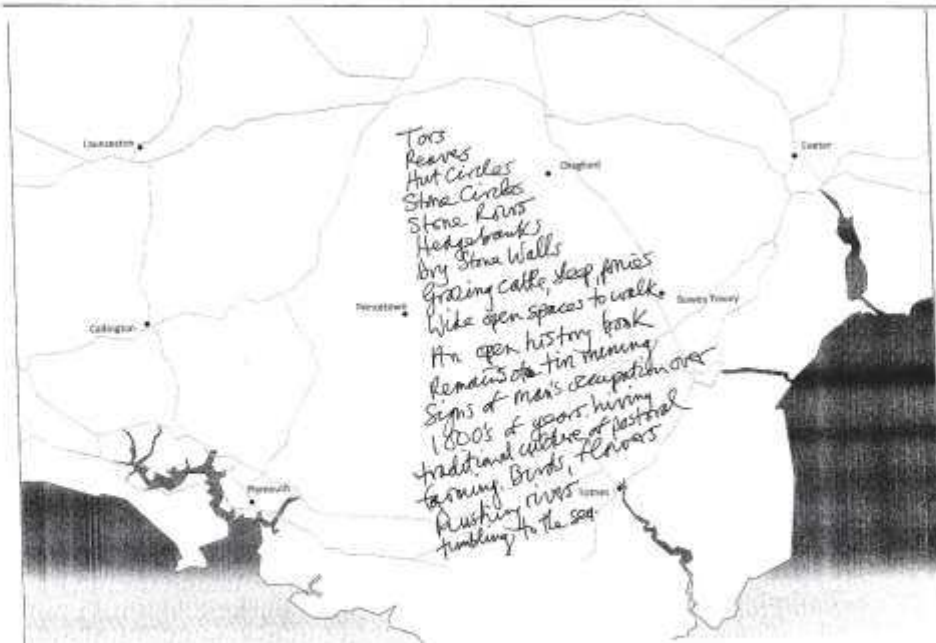 Launceston
Exeter
Chagford
Tors
Reaves
Hut Circles
Stone Circles
Stone Rows
Hedgebanks
Dry Stone Walls
Grazing cattle, sheep, ponies
Wide open spaces to walk
An open history book
Remains of tin mining
Signs of man's occupation over
1800's of years living
traditional culture of pastoral
farming. Birds, flowers
Rushing rivers
tumbling to the sea.
Princetown
Bovey Tracey
Callington
Plymouth
Totnes